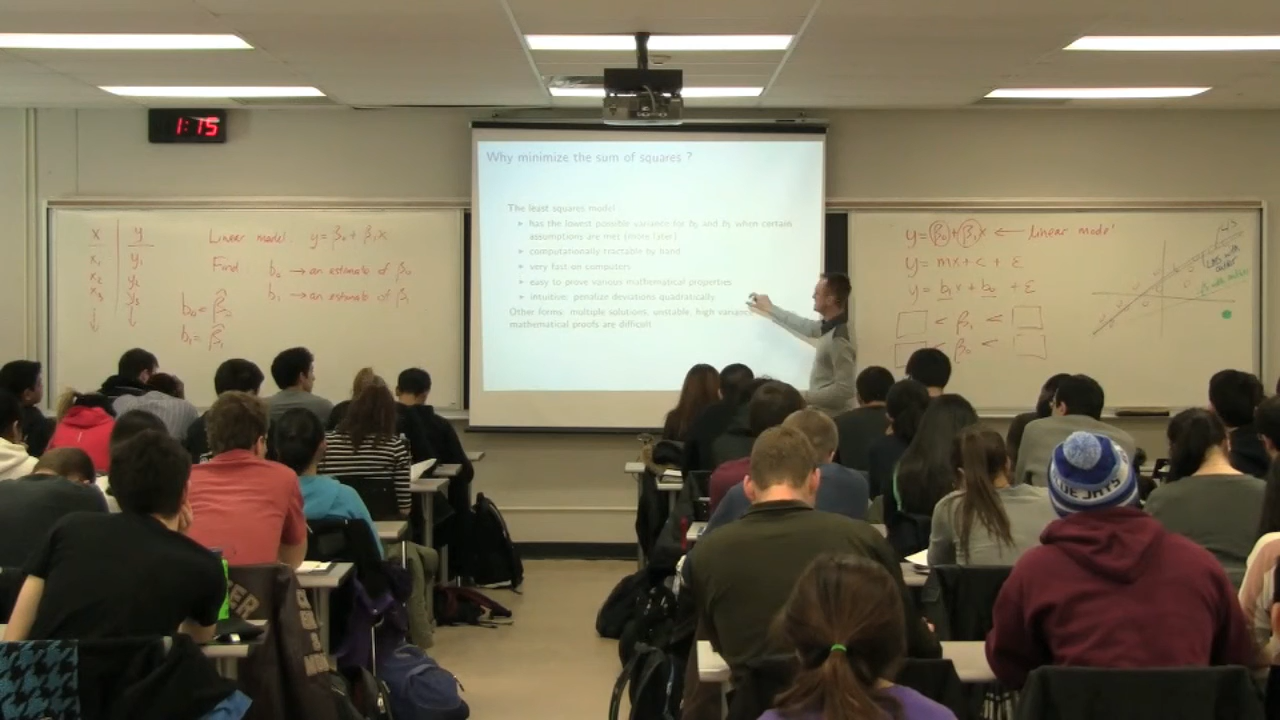 1:15
Why minimize the sum of squares ?
The least squares model
has the lowest possible variance for b₀ and b₁ when certain
assumptions are met (more later)
computationally tractable by hand
very fast on computers
easy to prove various mathematical properties
intuitive: penalize deviations quadratically
Other forms: multiple solutions, unstable, high variance
mathematical proofs are difficult
x y
x₁ y₁
x₂ y₂
x₃ y₃
Linear model y = β₀ + β₁x
Find b₀ → an estimate of β₀
b₁ → an estimate of β₁
b₀ = β̂₀
b₁ = β̂₁
y = β₀ + β₁x ← linear model
y = mx + c + ε
y = b₁x + b₀ + ε
< β₁ <
< β₀ <
BLUE JAYS